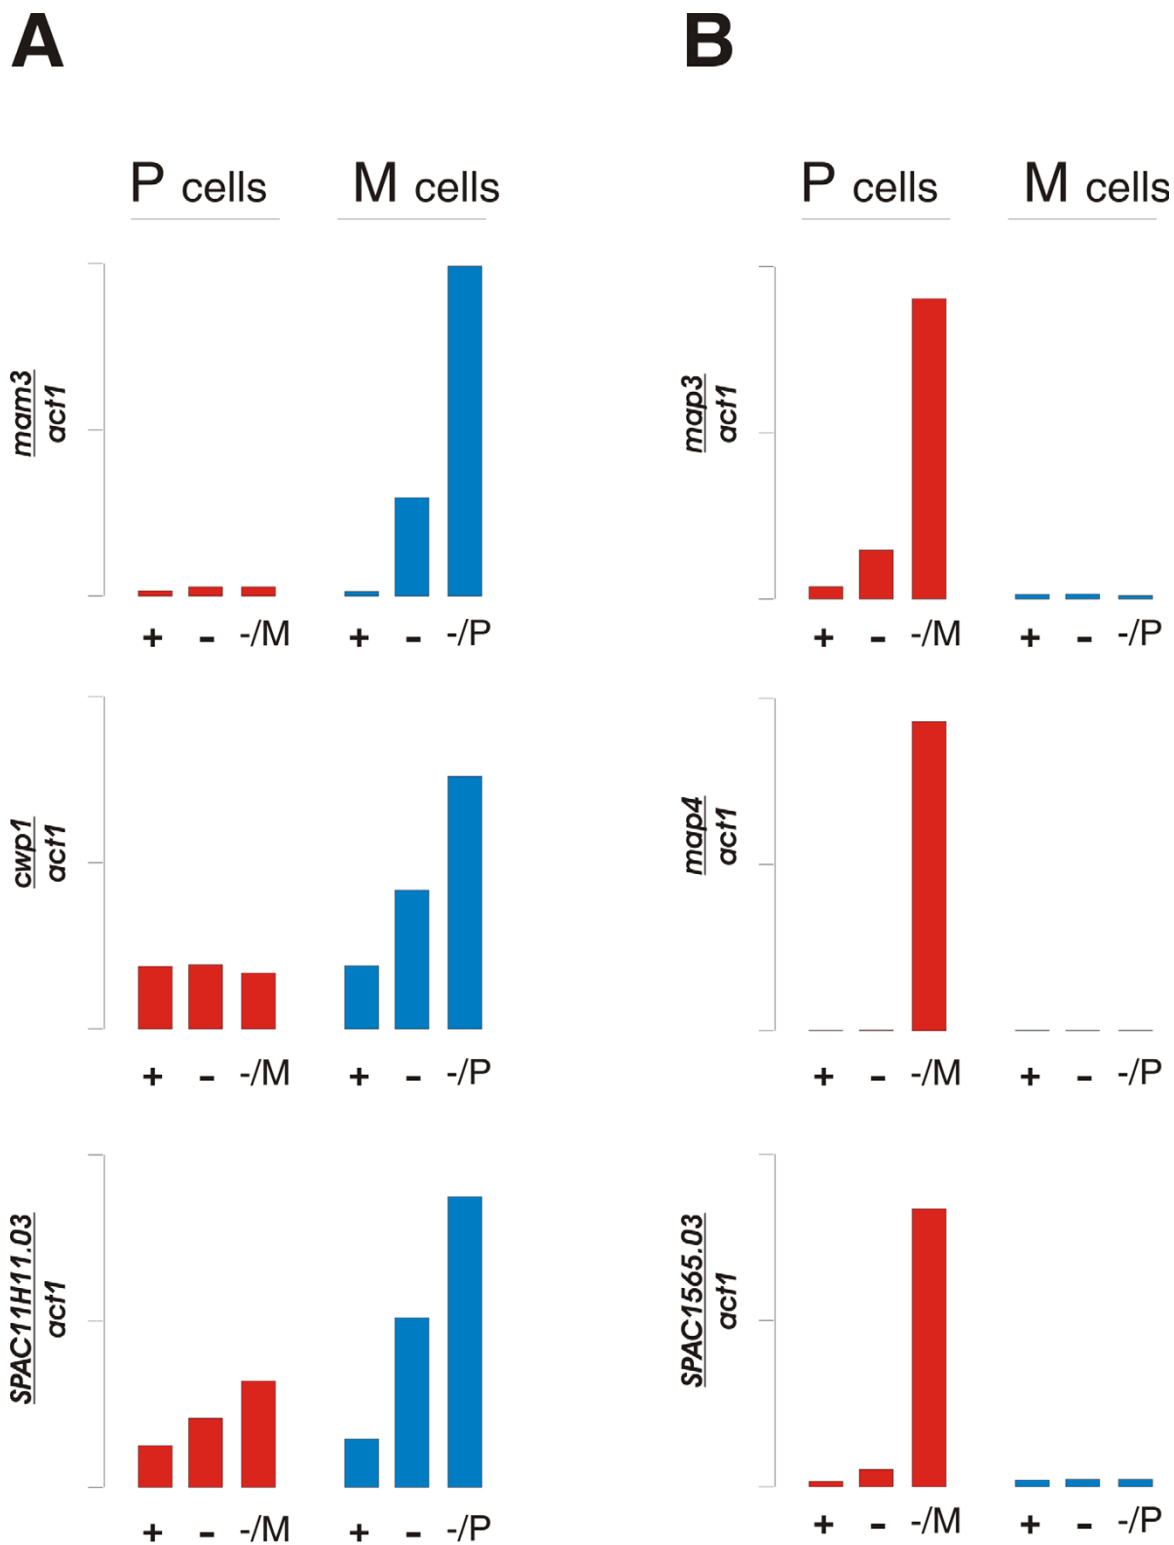 A
B
P cells
M cells
P cells
M cells
mam3
act1
+ - -/M + - -/P
map3
act1
+ - -/M + - -/P
cwp1
act1
+ - -/M + - -/P
map4
act1
+ - -/M + - -/P
SPAC11H11.03
act1
+ - -/M + - -/P
SPAC1565.03
act1
+ - -/M + - -/P